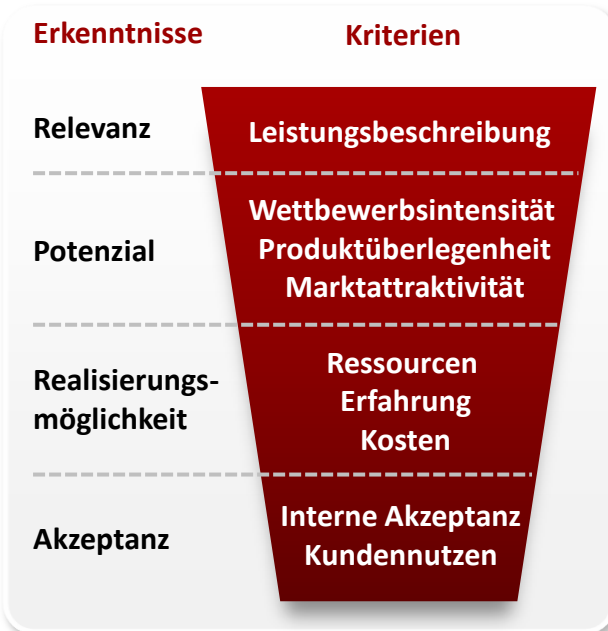 Erkenntnisse Kriterien
Relevanz Leistungsbeschreibung
Wettbewerbsintensität
Potenzial Produktüberlegenheit
Marktattraktivität
Ressourcen
Realisierungs- Erfahrung
möglichkeit Kosten
Interne Akzeptanz
Akzeptanz Kundennutzen